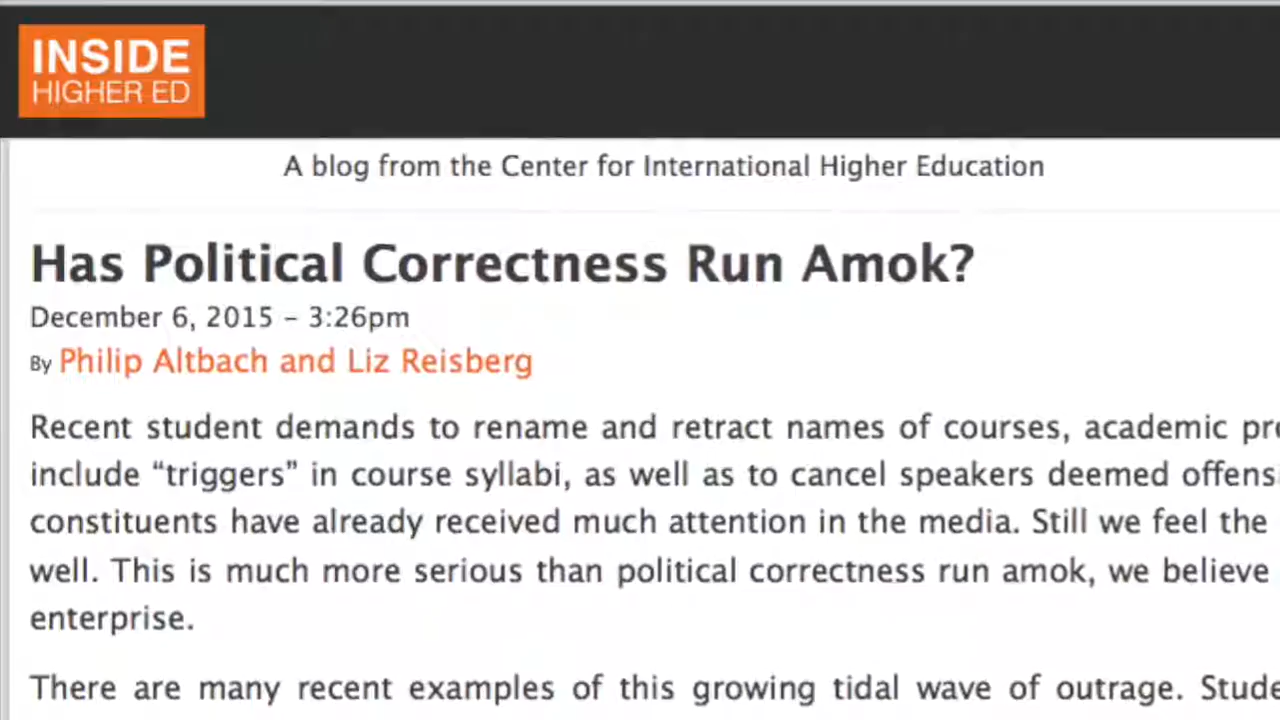 INSIDE
HIGHER ED
A blog from the Center for International Higher Education
Has Political Correctness Run Amok?
December 6, 2015 – 3:26pm
By Philip Altbach and Liz Reisberg
Recent student demands to rename and retract names of courses, academic
include “triggers” in course syllabi, as well as to cancel speakers deemed
constituents have already received much attention in the media. Still we feel the
well. This is much more serious than political correctness run amok, we believe
enterprise.
There are many recent examples of this growing tidal wave of outrage.